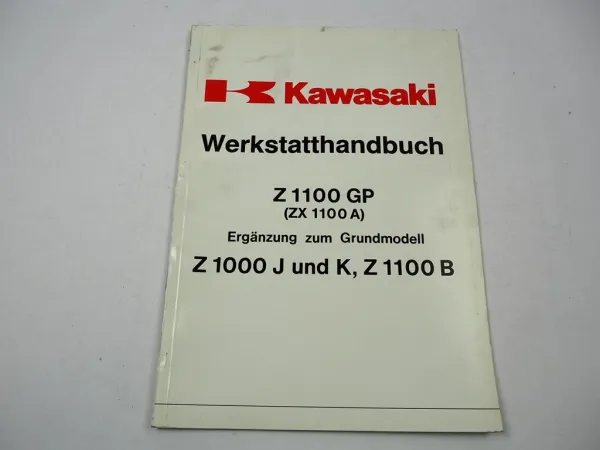 Kawasaki
Werkstatthandbuch
Z 1100 GP
(ZX 1100 A)
Ergänzung zum Grundmodell
Z 1000 J und K, Z 1100 B